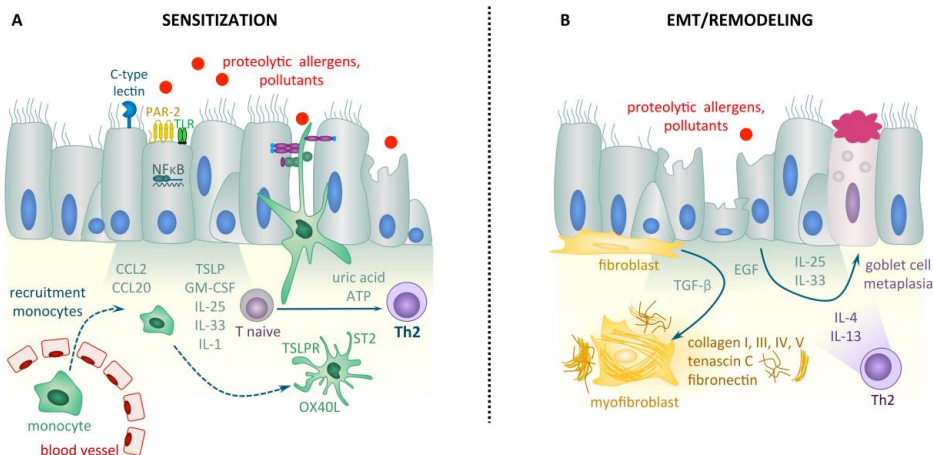 A
SENSITIZATION
proteolytic allergens,
pollutants
C-type
lectin
PAR-2
TLR
NFκB
CCL2
CCL20
TSLP
GM-CSF
IL-25
IL-33
IL-1
uric acid
ATP
recruitment
monocytes
T naive
Th2
TSLPR
ST2
OX40L
monocyte
blood vessel
B
EMT/REMODELING
proteolytic allergens,
pollutants
fibroblast
TGF-β
EGF
IL-25
IL-33
goblet cell
metaplasia
IL-4
IL-13
collagen I, III, IV, V
tenascin C
fibronectin
myofibroblast
Th2